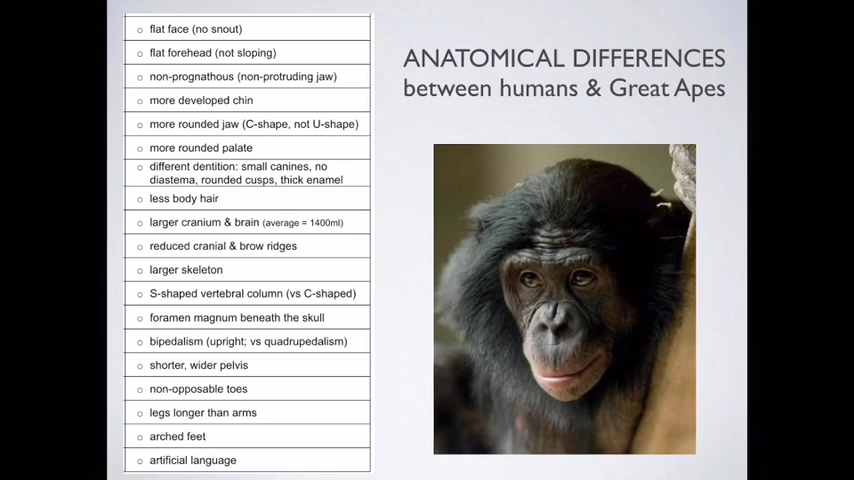 flat face (no snout)
flat forehead (not sloping)
non-prognathous (non-protruding jaw)
more developed chin
more rounded jaw (C-shape, not U-shape)
more rounded palate
different dentition: small canines, no
diastema, rounded cusps, thick enamel
less body hair
larger cranium & brain (average = 1400ml)
reduced cranial & brow ridges
larger skeleton
S-shaped vertebral column (vs C-shaped)
foramen magnum beneath the skull
bipedalism (upright; vs quadrupedalism)
shorter, wider pelvis
non-opposable toes
legs longer than arms
arched feet
artificial language
ANATOMICAL DIFFERENCES
between humans & Great Apes